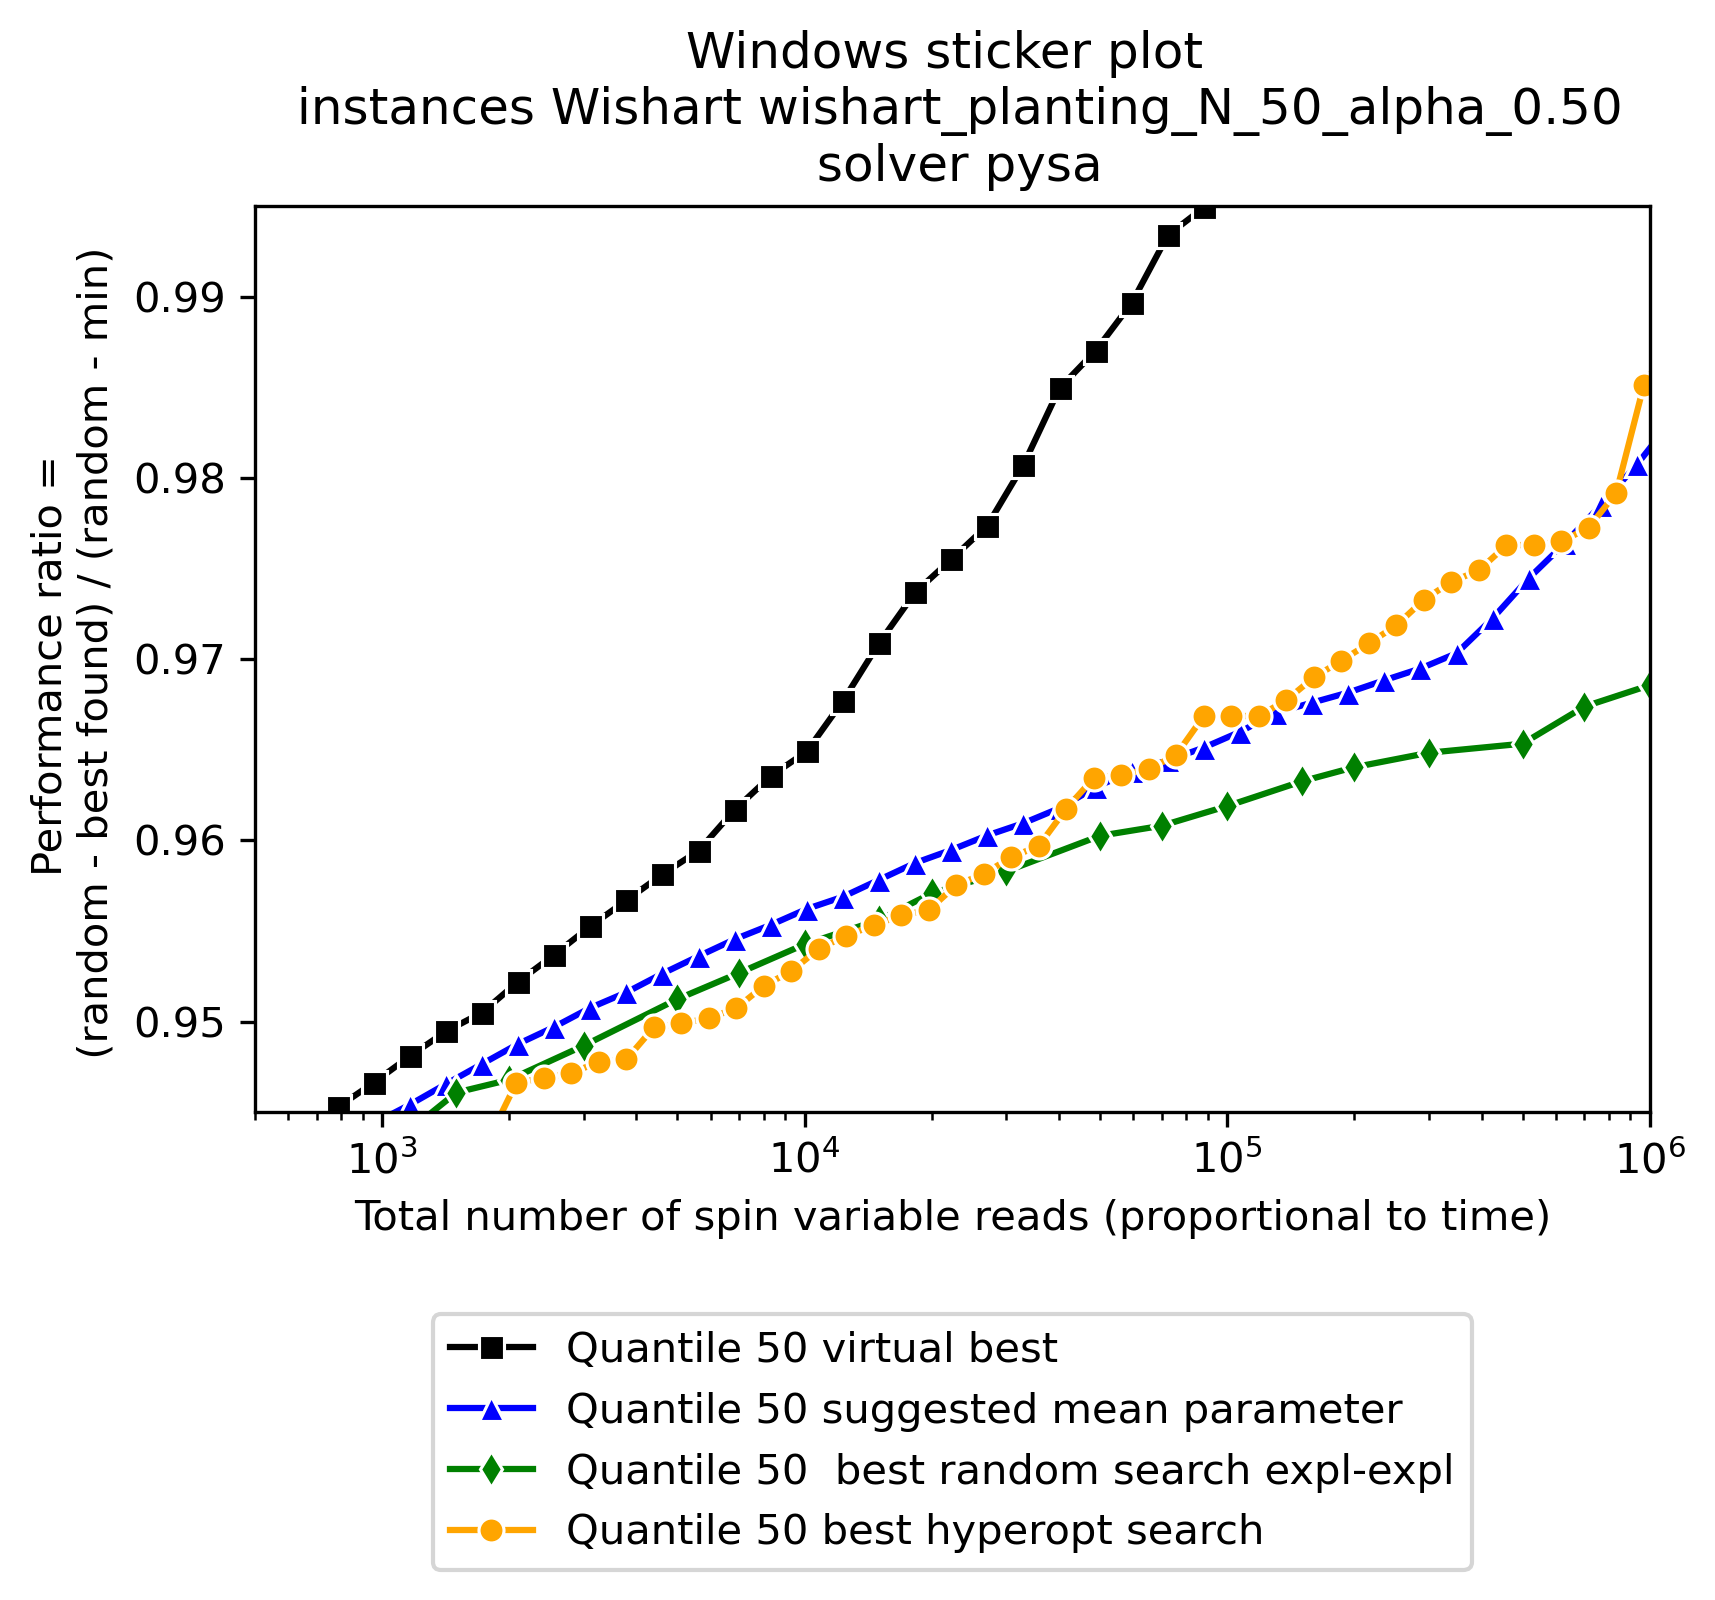 Windows sticker plot
instances Wishart wishart_planting_N_50_alpha_0.50
solver pysa
Performance ratio =
(random - best found) / (random - min)
0.99
0.98
0.97
0.96
0.95
10³ 10⁴ 10⁵ 10⁶
Total number of spin variable reads (proportional to time)
Quantile 50 virtual best
Quantile 50 suggested mean parameter
Quantile 50  best random search expl-expl
Quantile 50 best hyperopt search